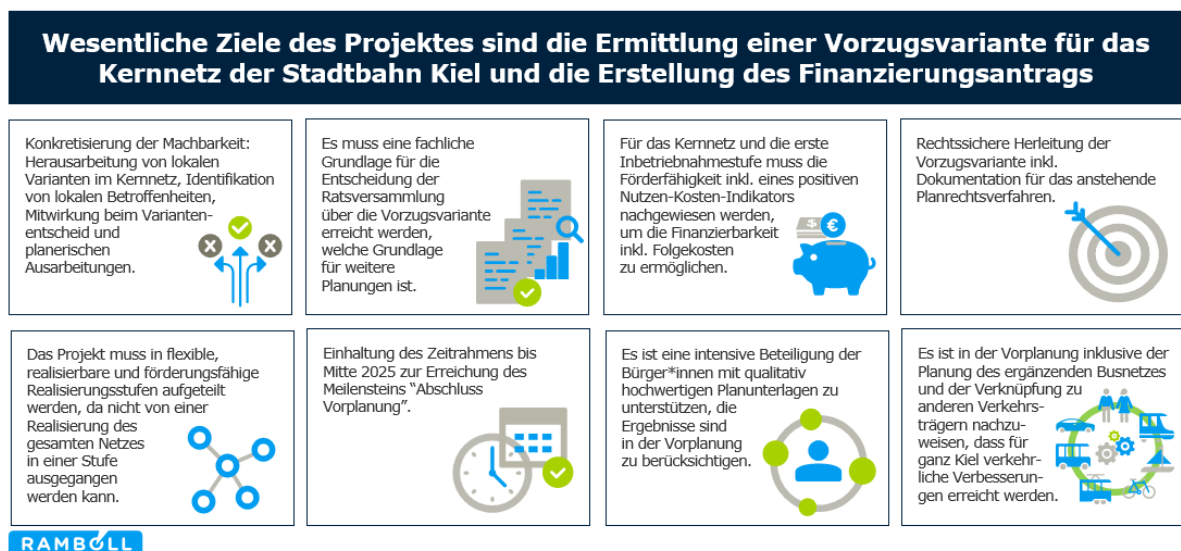 Wesentliche Ziele des Projektes sind die Ermittlung einer Vorzugsvariante für das
Kernnetz der Stadtbahn Kiel und die Erstellung des Finanzierungsantrags
Konkretisierung der Machbarkeit:
Herausarbeitung von lokalen
Varianten im Kernnetz, Identifikation
von lokalen Betroffenheiten,
Mitwirkung beim Varianten-
entscheid und
planerischen
Ausarbeitungen.
Es muss eine fachliche
Grundlage für die
Entscheidung der
Ratsversammlung
über die Vorzugsvariante
erreicht werden,
welche Grundlage
für weitere
Planungen ist.
Für das Kernnetz und die erste
Inbetriebnahmestufe muss die
Förderfähigkeit inkl. eines positiven
Nutzen-Kosten-Indikators
nachgewiesen werden,
um die Finanzierbarkeit
inkl. Folgekosten
zu ermöglichen.
$ €
Rechtssichere Herleitung der
Vorzugsvariante inkl.
Dokumentation für das anstehende
Planrechtsverfahren.
Das Projekt muss in flexible,
realisierbare und förderungsfähige
Realisierungsstufen aufgeteilt
werden, da nicht von einer
Realisierung des
gesamten Netzes
in einer Stufe
ausgegangen
werden kann.
Einhaltung des Zeitrahmens bis
Mitte 2025 zur Erreichung des
Meilensteins “Abschluss
Vorplanung”.
Es ist eine intensive Beteiligung der
Bürger*innen mit qualitativ
hochwertigen Planunterlagen zu
unterstützen, die
Ergebnisse sind
in der Vorplanung
zu berücksichtigen.
Es ist in der Vorplanung inklusive der
Planung des ergänzenden Busnetzes
und der Verknüpfung zu
anderen Verkehrs-
trägern nachzu-
weisen, dass für
ganz Kiel verkehr-
liche Verbesserun-
gen erreicht werden.
RAMBOLL